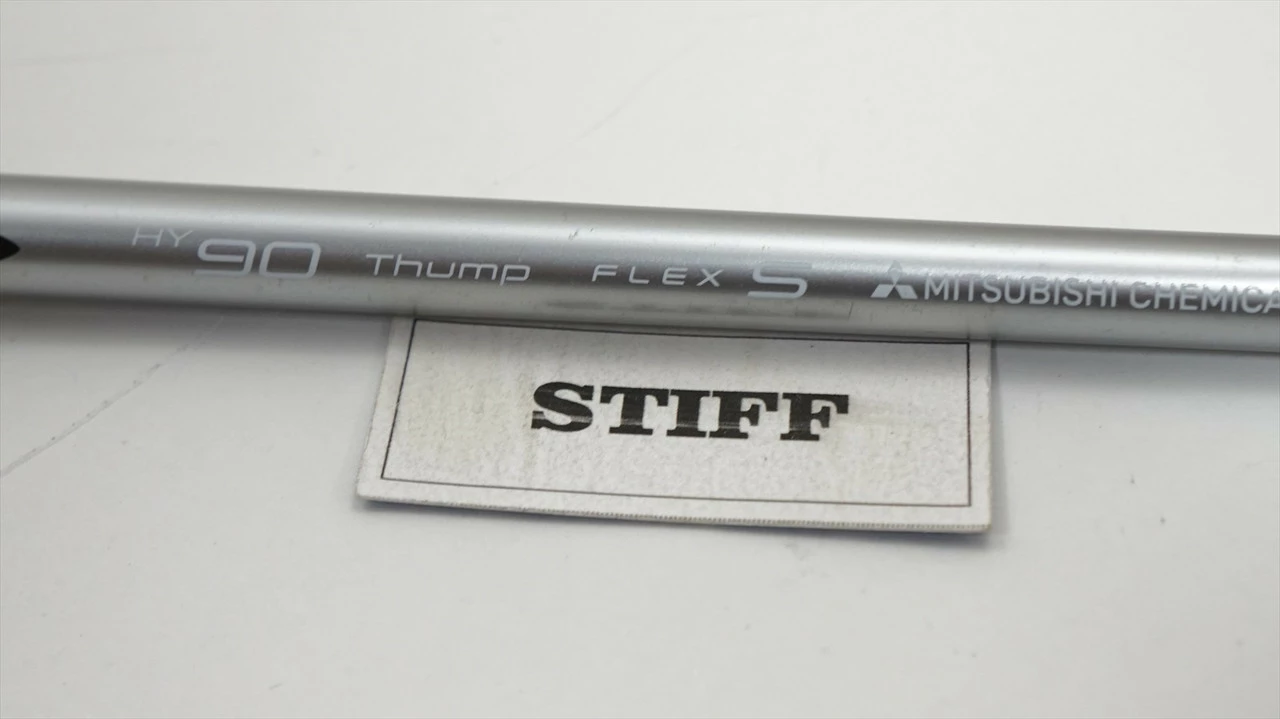 HY 90 Thump FLEX S MITSUBISHI CHEMICA
STIFF